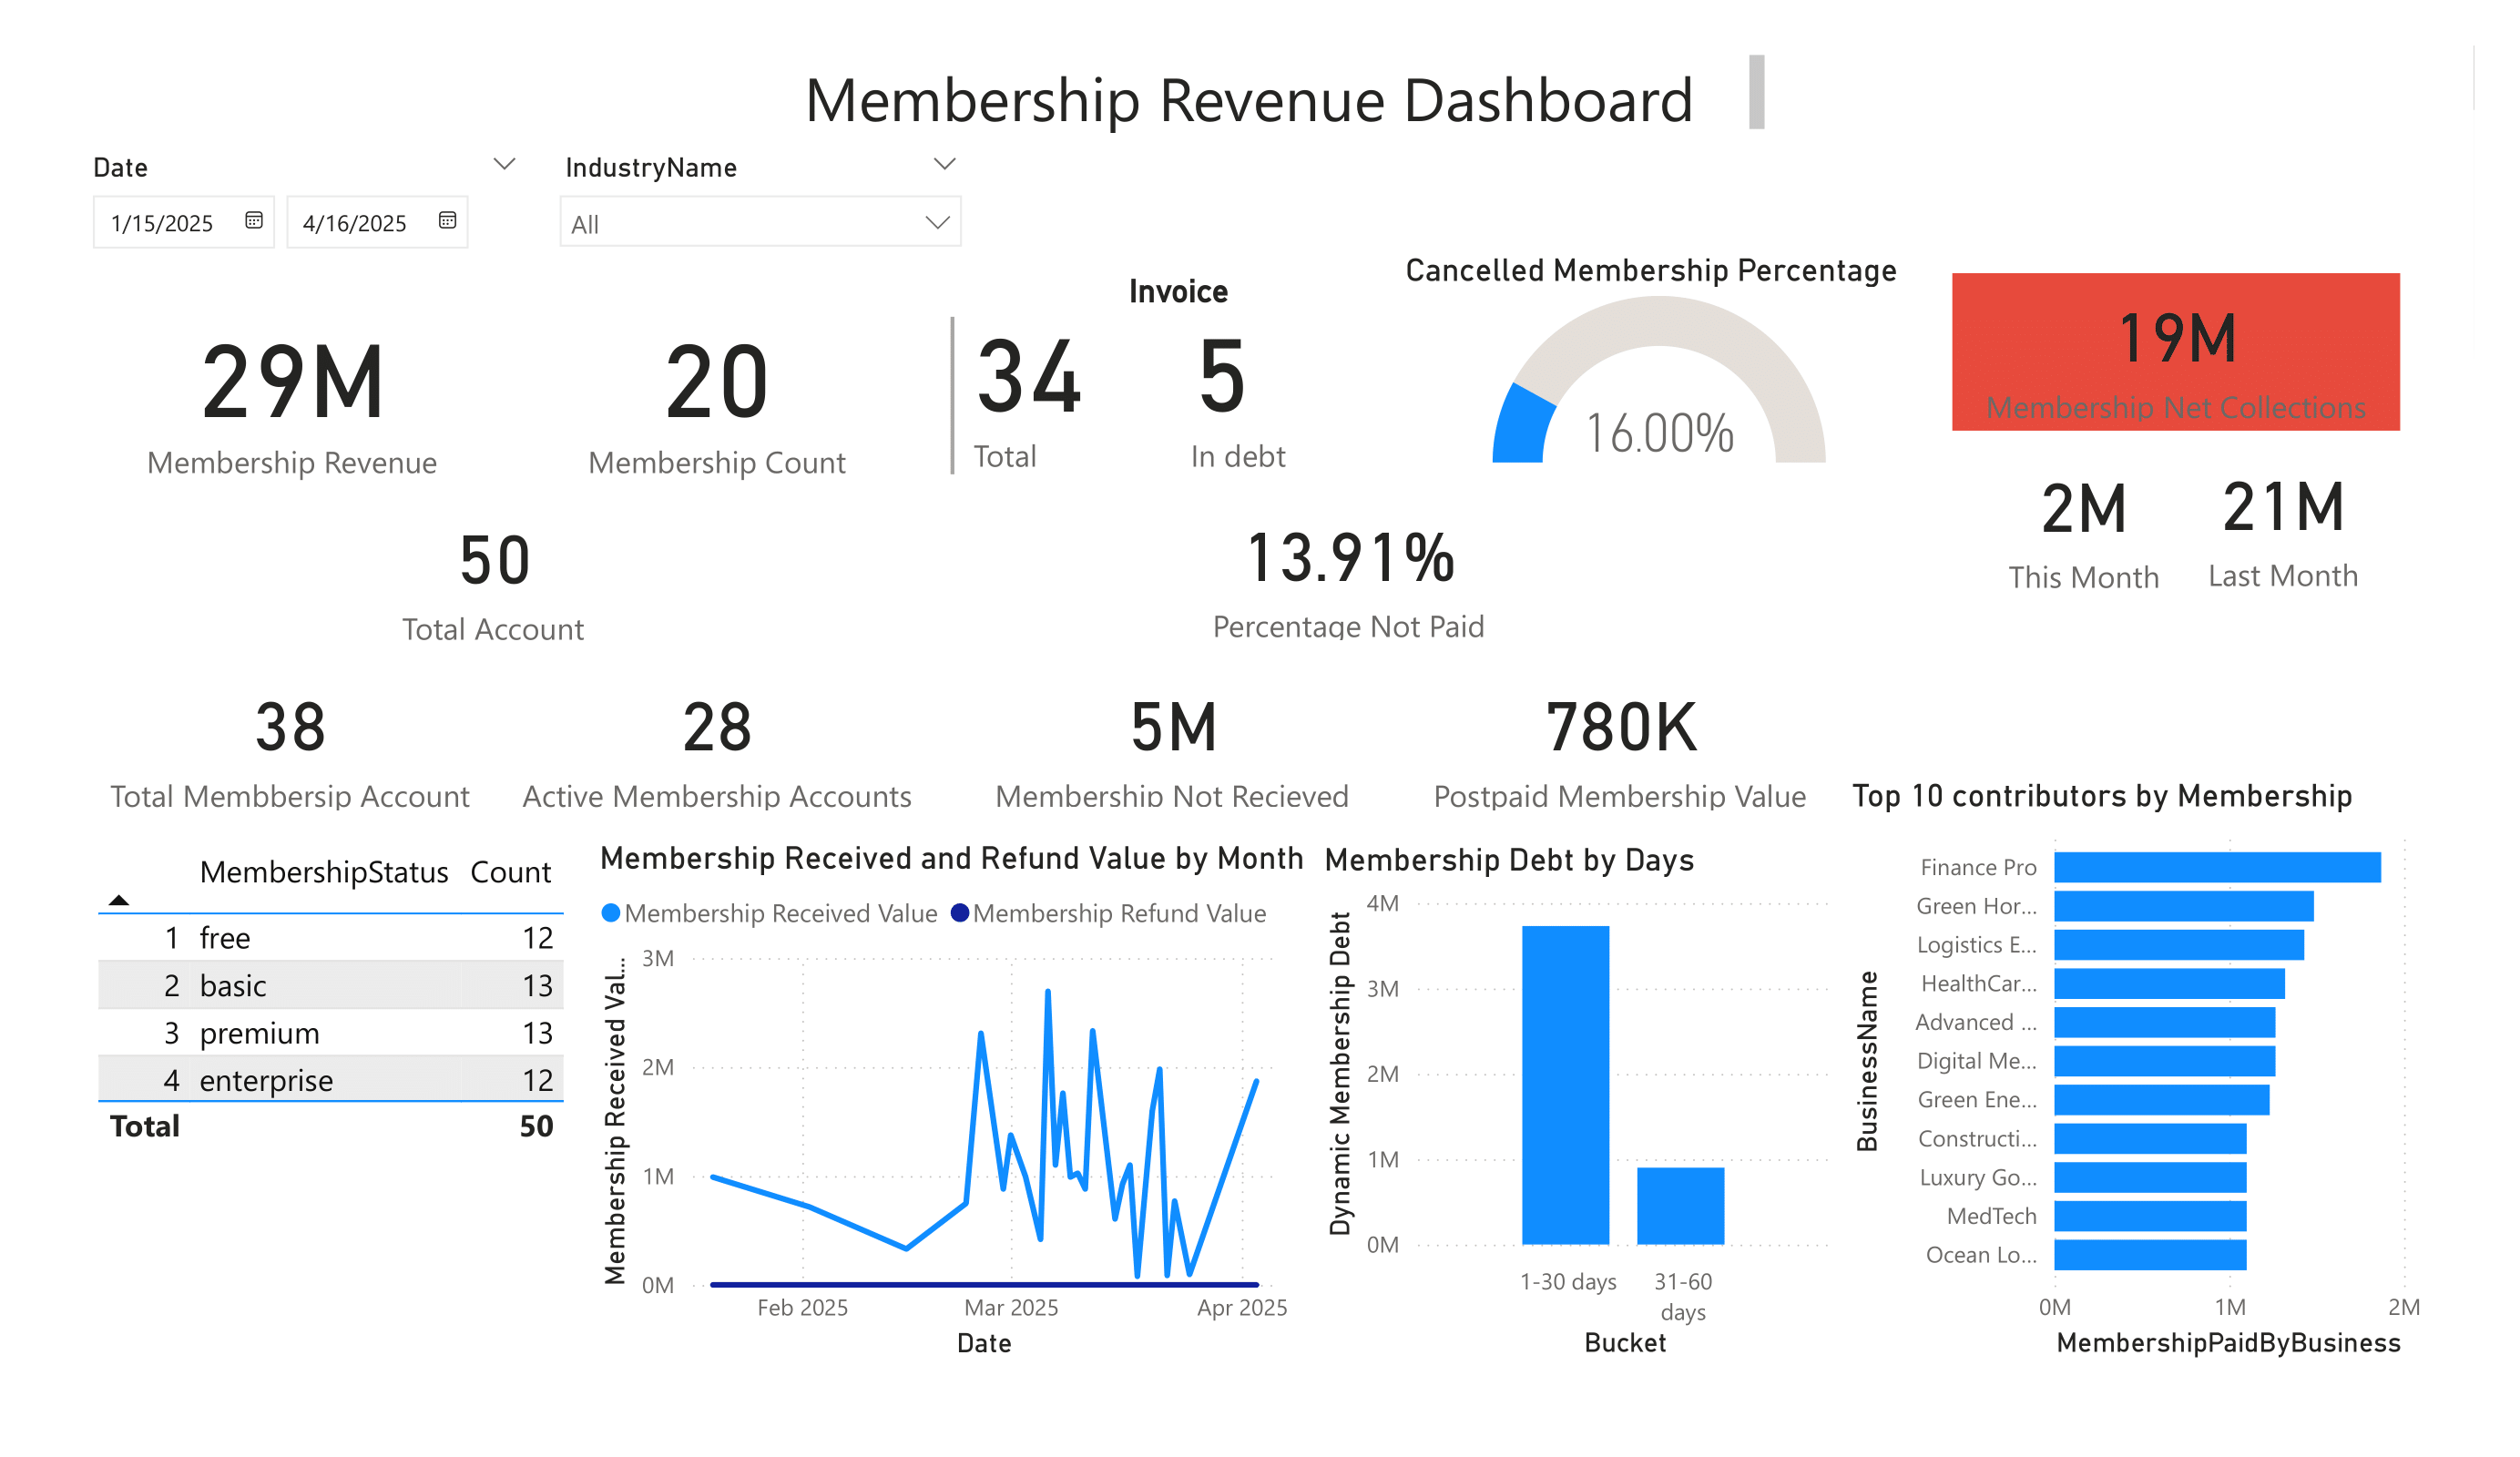 Membership Revenue Dashboard
Date
1/15/2025
4/16/2025
IndustryName
All
29M
Membership Revenue
20
Membership Count
Invoice
34
Total
5
In debt
Cancelled Membership Percentage
16.00%
19M
Membership Net Collections
2M
This Month
21M
Last Month
50
Total Account
13.91%
Percentage Not Paid
38
Total Membbersip Account
28
Active Membership Accounts
5M
Membership Not Recieved
780K
Postpaid Membership Value
MembershipStatus Count
1 free 12
2 basic 13
3 premium 13
4 enterprise 12
Total 50
Membership Received and Refund Value by Month
Membership Received Value Membership Refund Value
Membership Received Val...
3M
2M
1M
0M
Feb 2025 Mar 2025 Apr 2025
Date
Membership Debt by Days
Dynamic Membership Debt
4M
3M
2M
1M
0M
1-30 days
31-60
days
Bucket
Top 10 contributors by Membership
BusinessName
Finance Pro
Green Hor...
Logistics E...
HealthCar...
Advanced ...
Digital Me...
Green Ene...
Constructi...
Luxury Go...
MedTech
Ocean Lo...
0M 1M 2M
MembershipPaidByBusiness